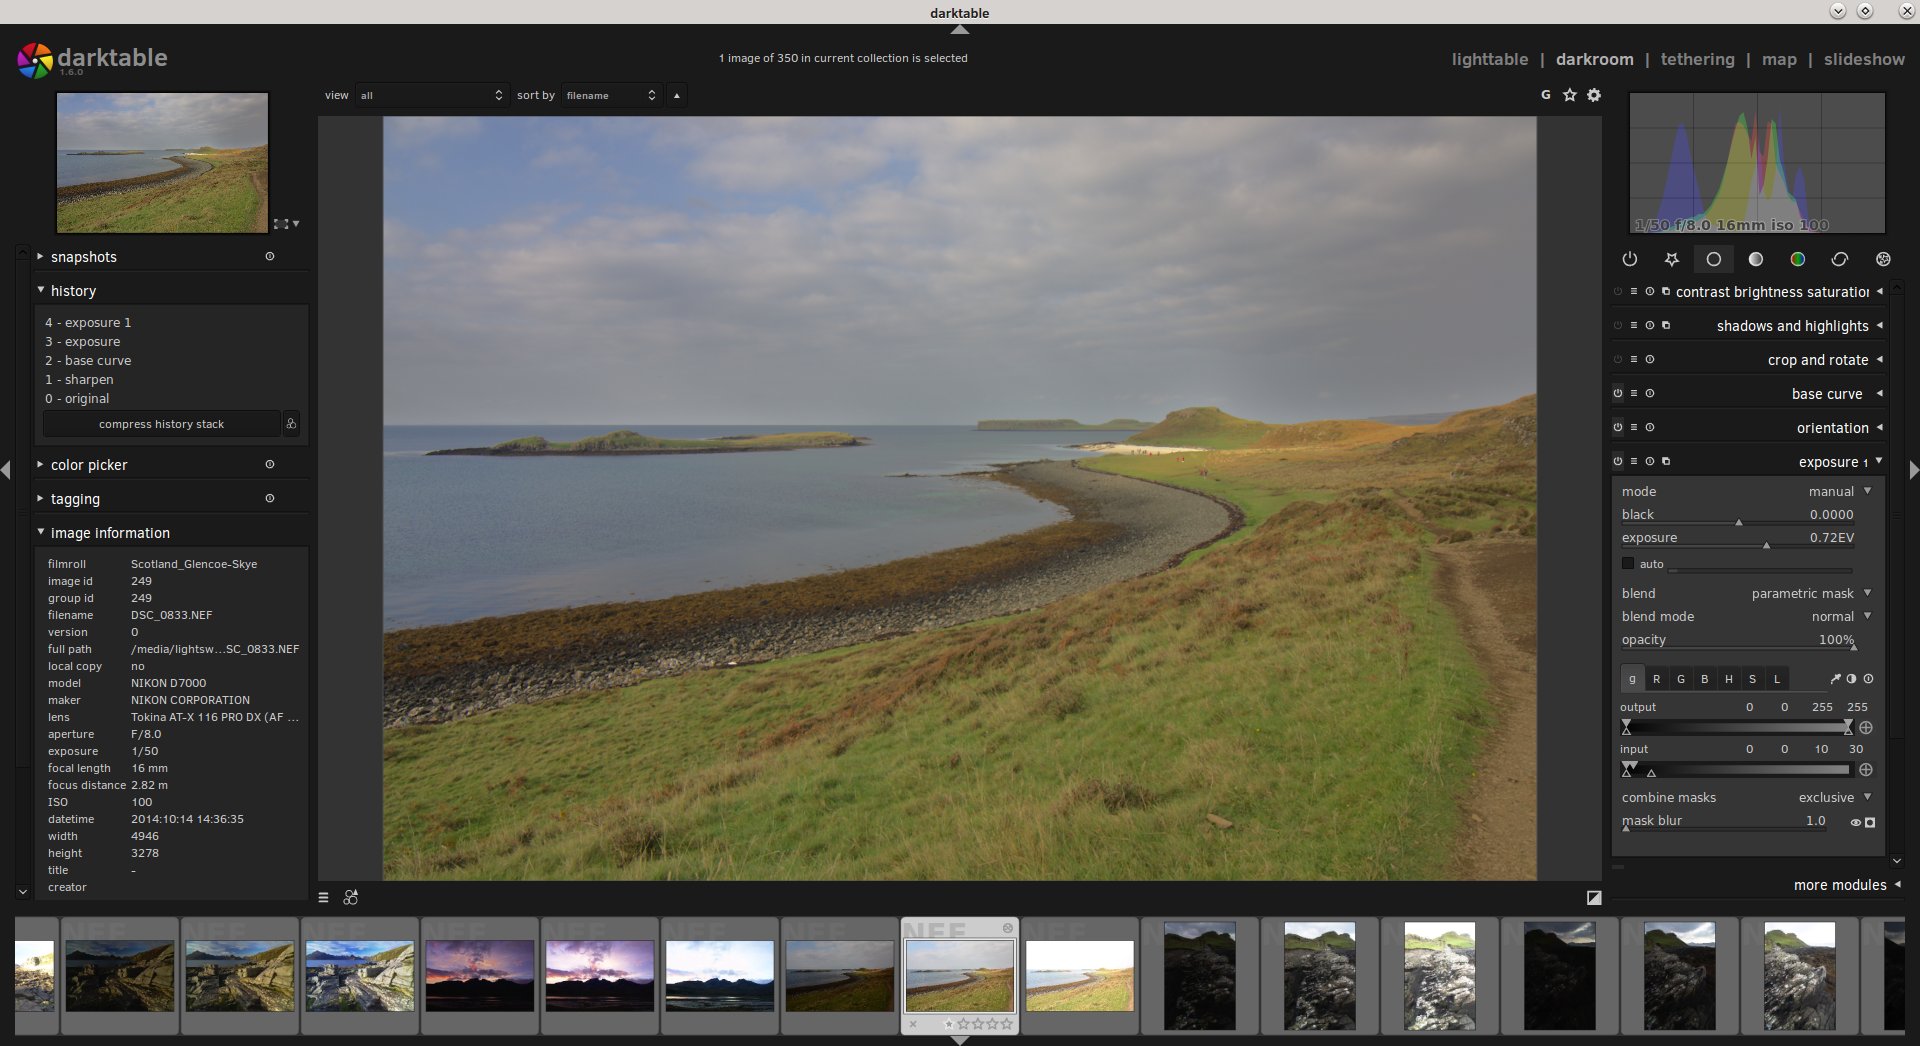 darktable
darktable
1.6.0
1 image of 350 in current collection is selected
lighttable | darkroom | tethering | map | slideshow
view all sort by filename
G
1/50 f/8.0 16mm iso 100
snapshots
history
4 - exposure 1
3 - exposure
2 - base curve
1 - sharpen
0 - original
compress history stack
color picker
tagging
image information
filmroll Scotland_Glencoe-Skye
image id 249
group id 249
filename DSC_0833.NEF
version 0
full path /media/lightsw...SC_0833.NEF
local copy no
model NIKON D7000
maker NIKON CORPORATION
lens Tokina AT-X 116 PRO DX (AF ...
aperture F/8.0
exposure 1/50
focal length 16 mm
focus distance 2.82 m
ISO 100
datetime 2014:10:14 14:36:35
width 4946
height 3278
title -
creator
contrast brightness saturation
shadows and highlights
crop and rotate
base curve
orientation
exposure 1
mode manual
black 0.0000
exposure 0.72EV
auto
blend parametric mask
blend mode normal
opacity 100%
g R G B H S L
output 0 0 255 255
input 0 0 10 30
combine masks exclusive
mask blur 1.0
more modules
NEF